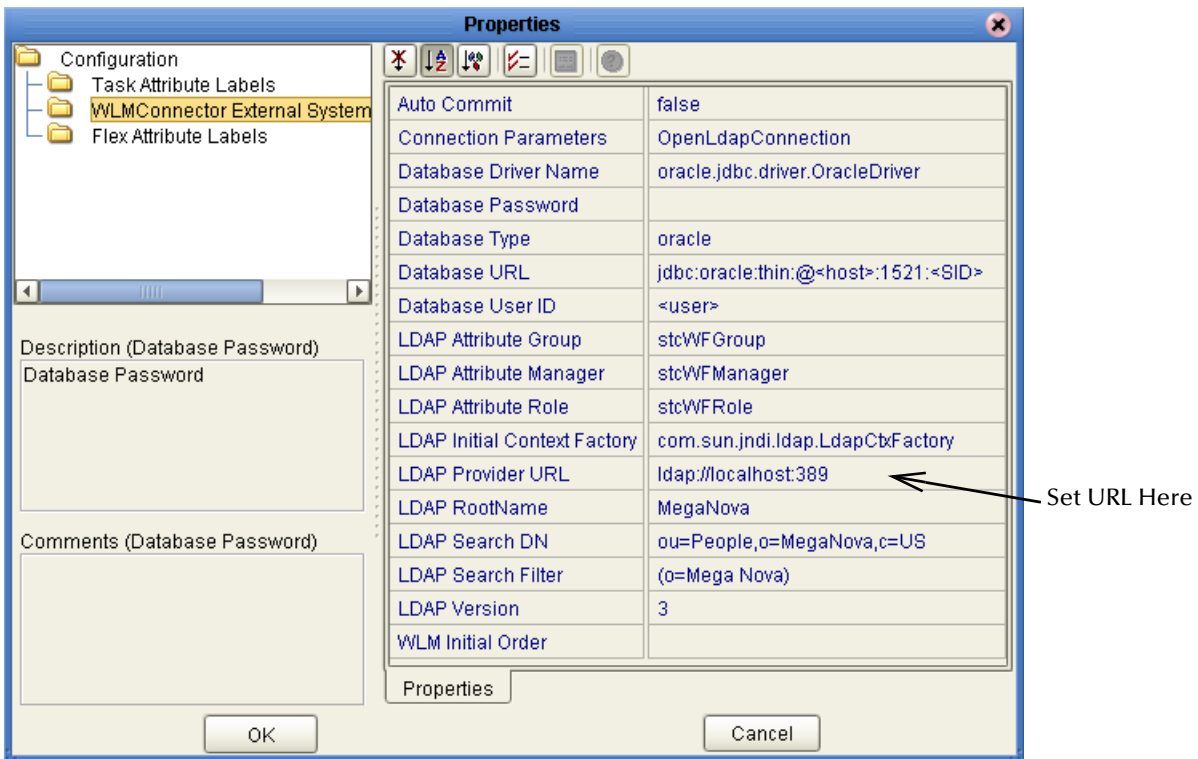 Properties
Configuration
Task Attribute Labels
WLMConnector External System
Flex Attribute Labels
Description (Database Password)
Database Password
Comments (Database Password)
Auto Commit false
Connection Parameters OpenLdapConnection
Database Driver Name oracle.jdbc.driver.OracleDriver
Database Password
Database Type oracle
Database URL jdbc:oracle:thin:@<host>:1521:<SID>
Database User ID <user>
LDAP Attribute Group stcWFGroup
LDAP Attribute Manager stcWFManager
LDAP Attribute Role stcWFRole
LDAP Initial Context Factory com.sun.jndi.ldap.LdapCtxFactory
LDAP Provider URL ldap://localhost:389
LDAP RootName MegaNova
LDAP Search DN ou=People,o=MegaNova,c=US
LDAP Search Filter (o=Mega Nova)
LDAP Version 3
WLM Initial Order
Properties
Set URL Here
OK
Cancel